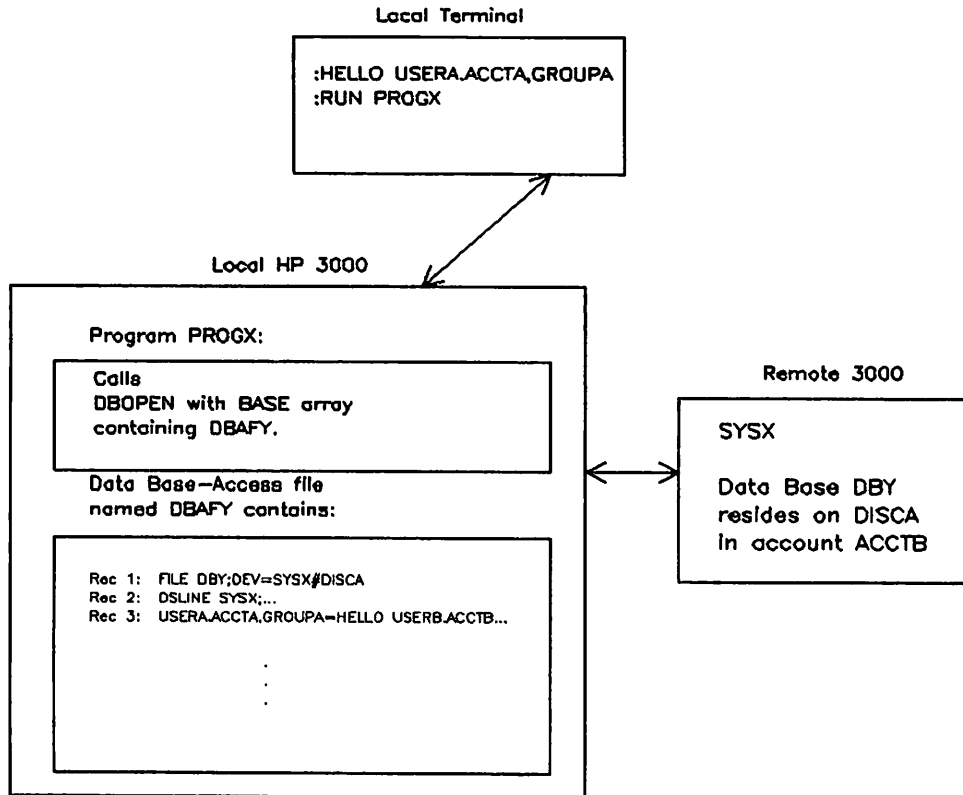 Local Terminal
:HELLO USERA.ACCTA,GROUPA
:RUN PROGX
Local HP 3000
Program PROGX:
Calls
DBOPEN with BASE array
containing DBAFY.
Data Base-Access file
named DBAFY contains:
Rec 1: FILE DBY;DEV=SYSX#DISCA
Rec 2: DSLINE SYSX;...
Rec 3: USERA.ACCTA,GROUPA=HELLO USERB.ACCTB...
.
.
.
Remote 3000
SYSX
Data Base DBY
resides on DISCA
in account ACCTB